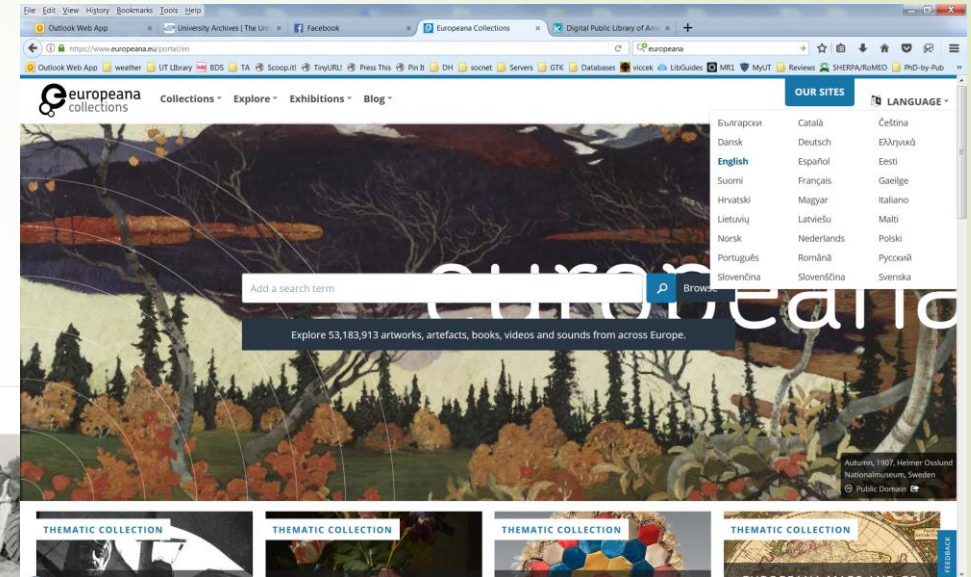 File Edit View History Bookmarks Tools Help
Outlook Web App University Archives | The Uni Facebook Europeana Collections Digital Public Library of Ame
https://www.europeana.eu/portal/en europeana
Outlook Web App weather UT LIbrary BDS TA Scoop.it! TinyURL! Press This Pin It DH socnet Servers GTK Databases viccek LibGuides MR1 MyUT Reviews SHERPA/RoMEO PhD-by-Pub
europeana
collections
Collections Explore Exhibitions Blog
OUR SITES
LANGUAGE
Български Català Čeština
Dansk Deutsch Ελληνικά
English Español Eesti
Suomi Français Gaeilge
Hrvatski Magyar Italiano
Lietuvių Latviešu Malti
Norsk Nederlands Polski
Português Română Русский
Slovenčina Slovenščina Svenska
europeana
Add a search term Browse
Explore 53,183,913 artworks, artefacts, books, videos and sounds from across Europe.
Autumn, 1907, Helmer Osslund
Nationalmuseum, Sweden
Public Domain
THEMATIC COLLECTION THEMATIC COLLECTION THEMATIC COLLECTION THEMATIC COLLECTION
FEEDBACK